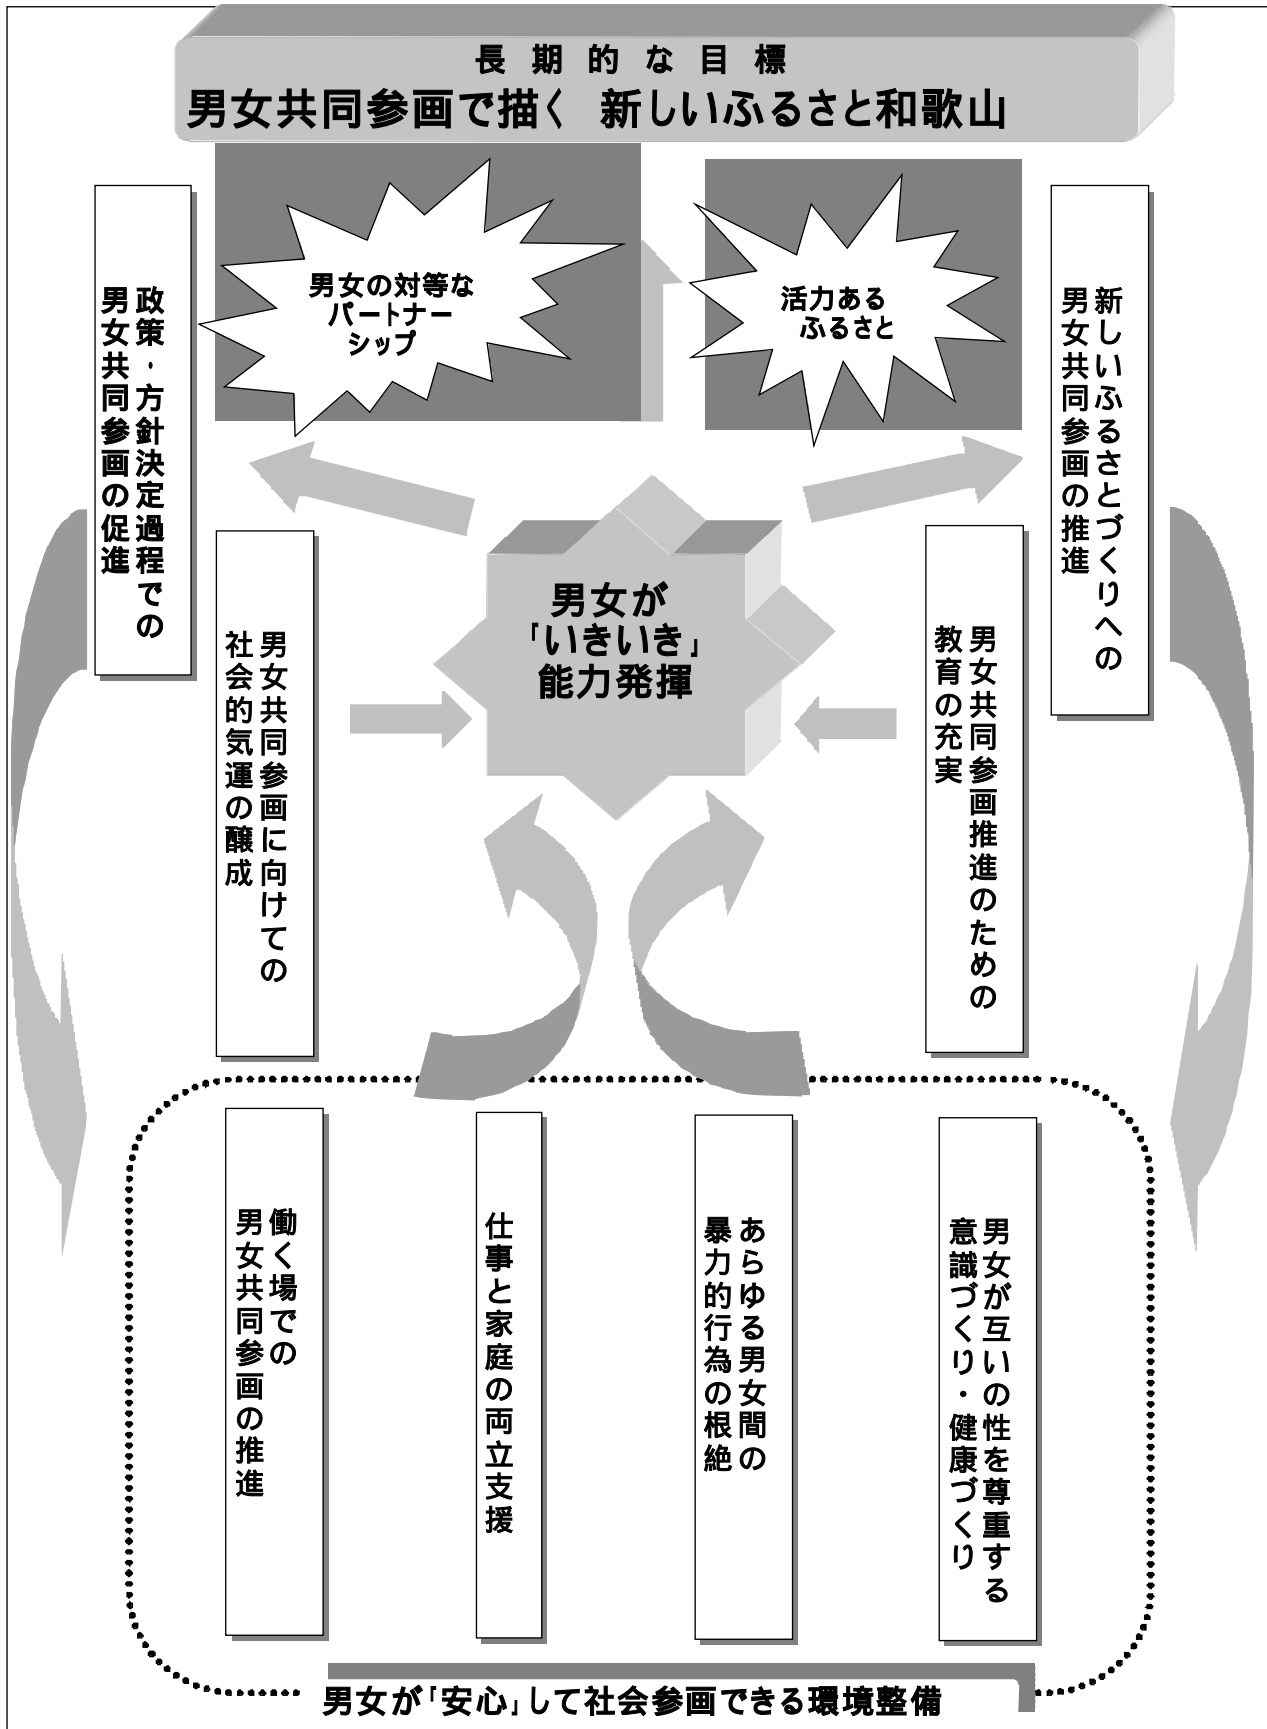 長期的な目標
男女共同参画で描く 新しいふるさと和歌山
男女の対等な
パートナー
シップ
活力ある
ふるさと
政策・方針決定過程での
男女共同参画の促進
新しいふるさとづくりへの
男女共同参画の推進
男女が
「いきいき」
能力発揮
男女共同参画に向けての
社会的気運の醸成
男女共同参画推進のための
教育の充実
働く場での
男女共同参画の推進
仕事と家庭の両立支援
あらゆる男女間の
暴力的行為の根絶
男女が互いの性を尊重する
意識づくり・健康づくり
男女が「安心」して社会参画できる環境整備